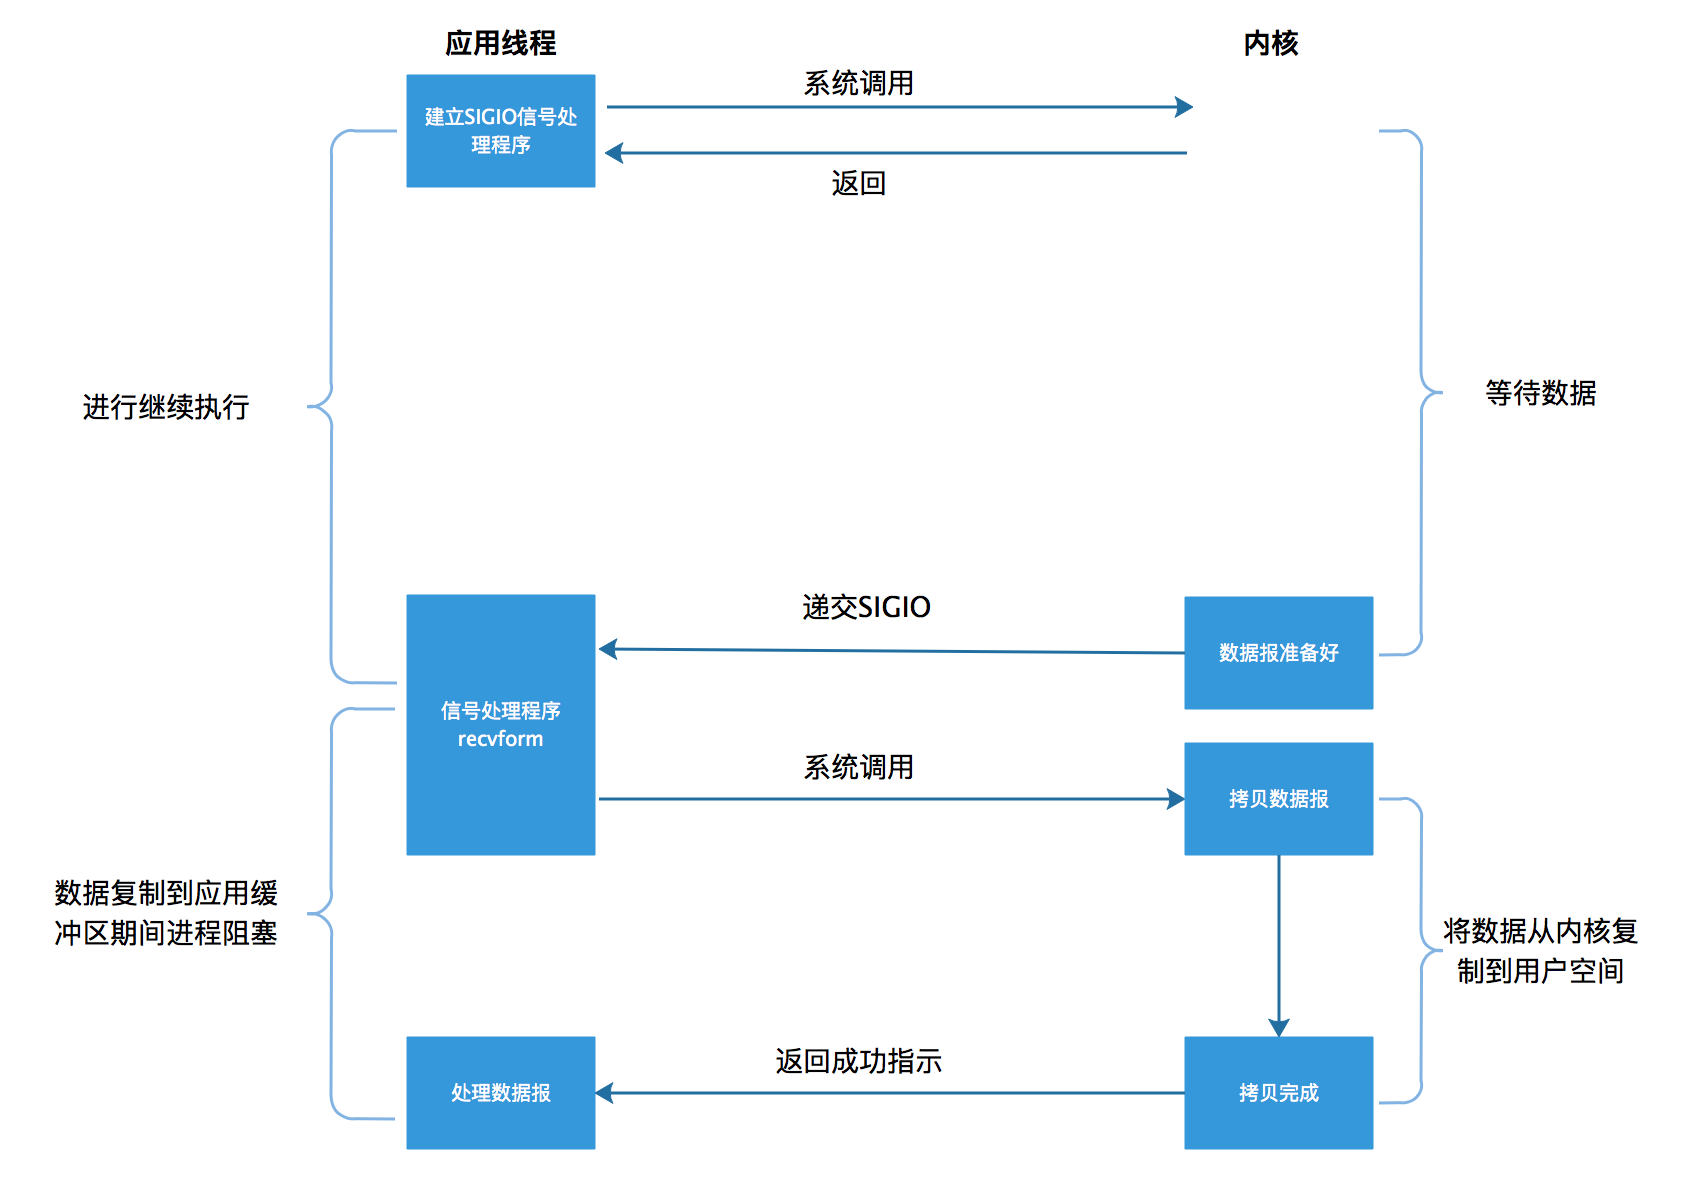 应用线程
内核
系统调用
建立SIGIO信号处
理程序
返回
进行继续执行
等待数据
递交SIGIO
数据报准备好
信号处理程序
recvform
系统调用
拷贝数据报
数据复制到应用缓
冲区期间进程阻塞
将数据从内核复
制到用户空间
返回成功指示
处理数据报
拷贝完成